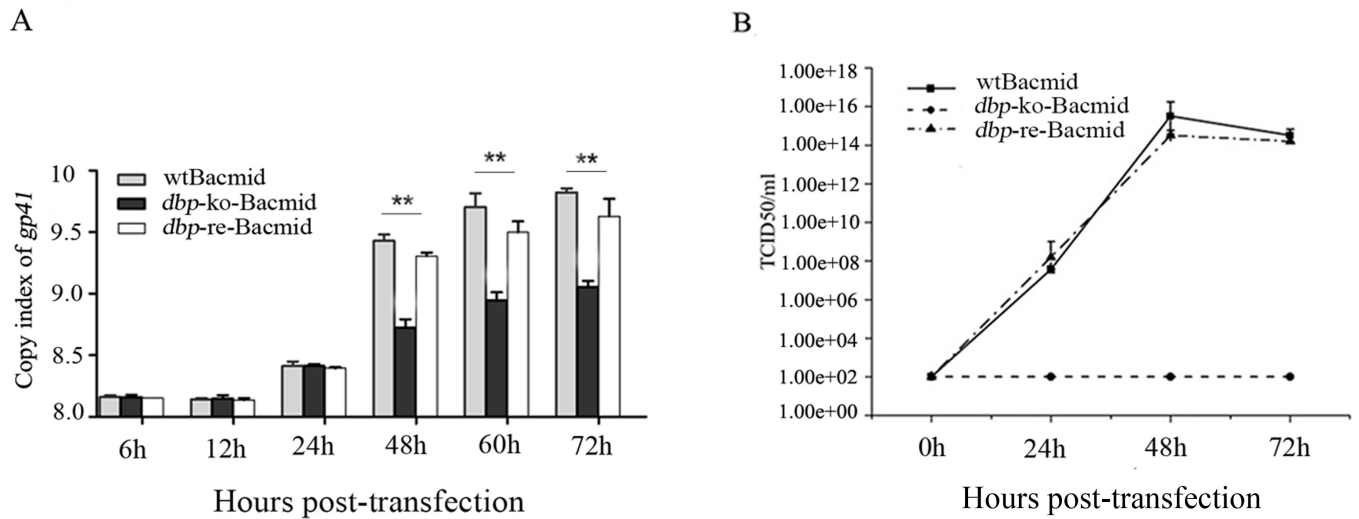 A
Copy index of gp41
10
9.5
9.0
8.5
8.0
wtBacmid
dbp-ko-Bacmid
dbp-re-Bacmid
**
**
**
6h 12h 24h 48h 60h 72h
Hours post-transfection
B
TCID50/ml
1.00e+18
1.00e+16
1.00e+14
1.00e+12
1.00e+10
1.00e+08
1.00e+06
1.00e+04
1.00e+02
1.00e+00
wtBacmid
dbp-ko-Bacmid
dbp-re-Bacmid
0h 24h 48h 72h
Hours post-transfection